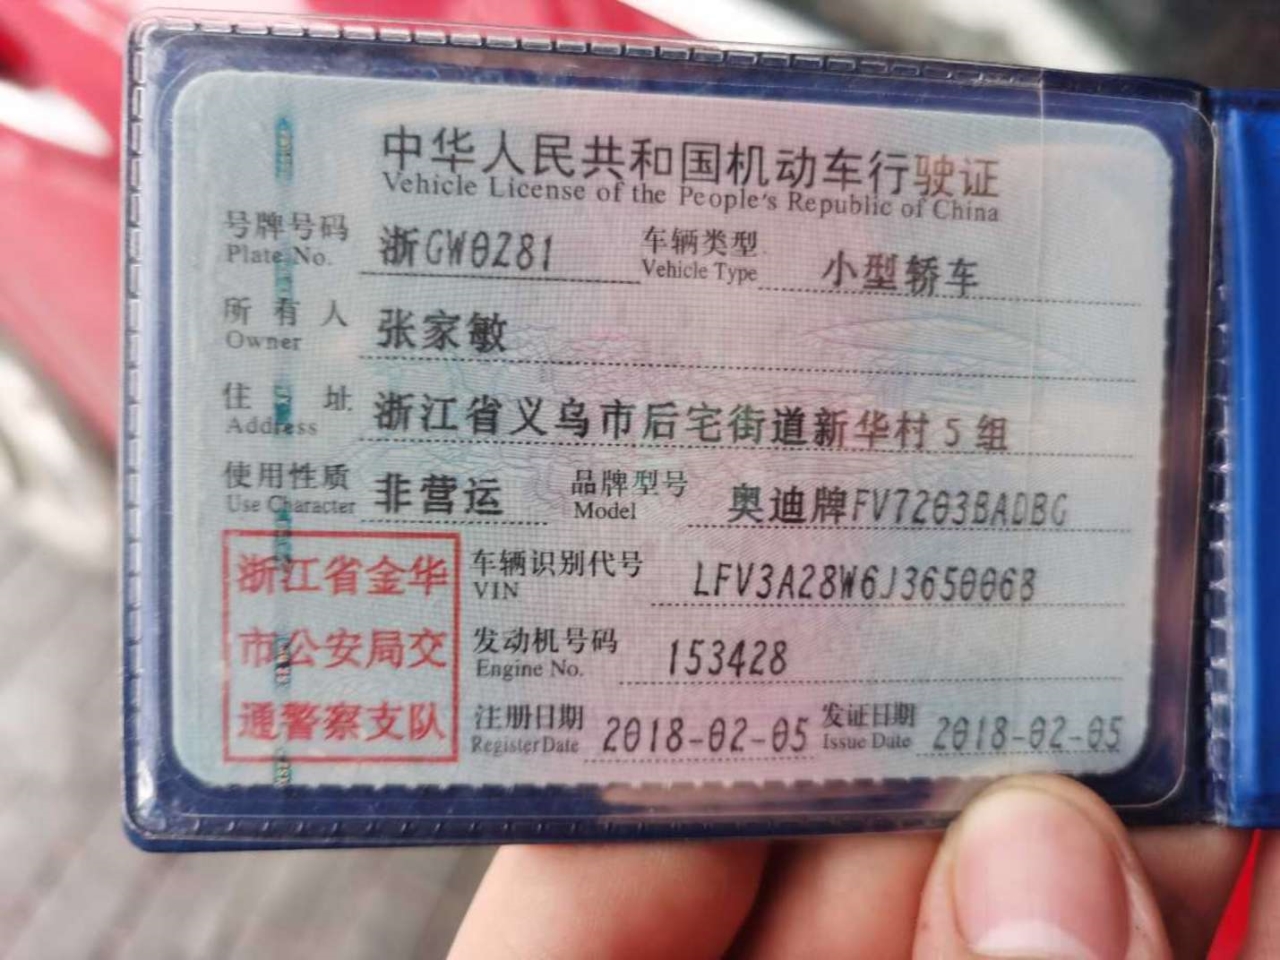 中华人民共和国机动车行驶证
Vehicle License of the People's Republic of China
号牌号码 浙GW0Z81 车辆类型 小型轿车
Plate No. Vehicle Type
所有人 张家敏
Owner
住址 浙江省义乌市后宅街道新华村5组
Address
使用性质 非营运 品牌型号 奥迪牌FV7203BADBG
Use Character Model
浙江省金华
市公安局交
通警察支队
车辆识别代号 LFV3A28W6J3650068
VIN
发动机号码 153428
Engine No.
注册日期 2018-02-05 发证日期 2018-02-05
Register Date Issue Date